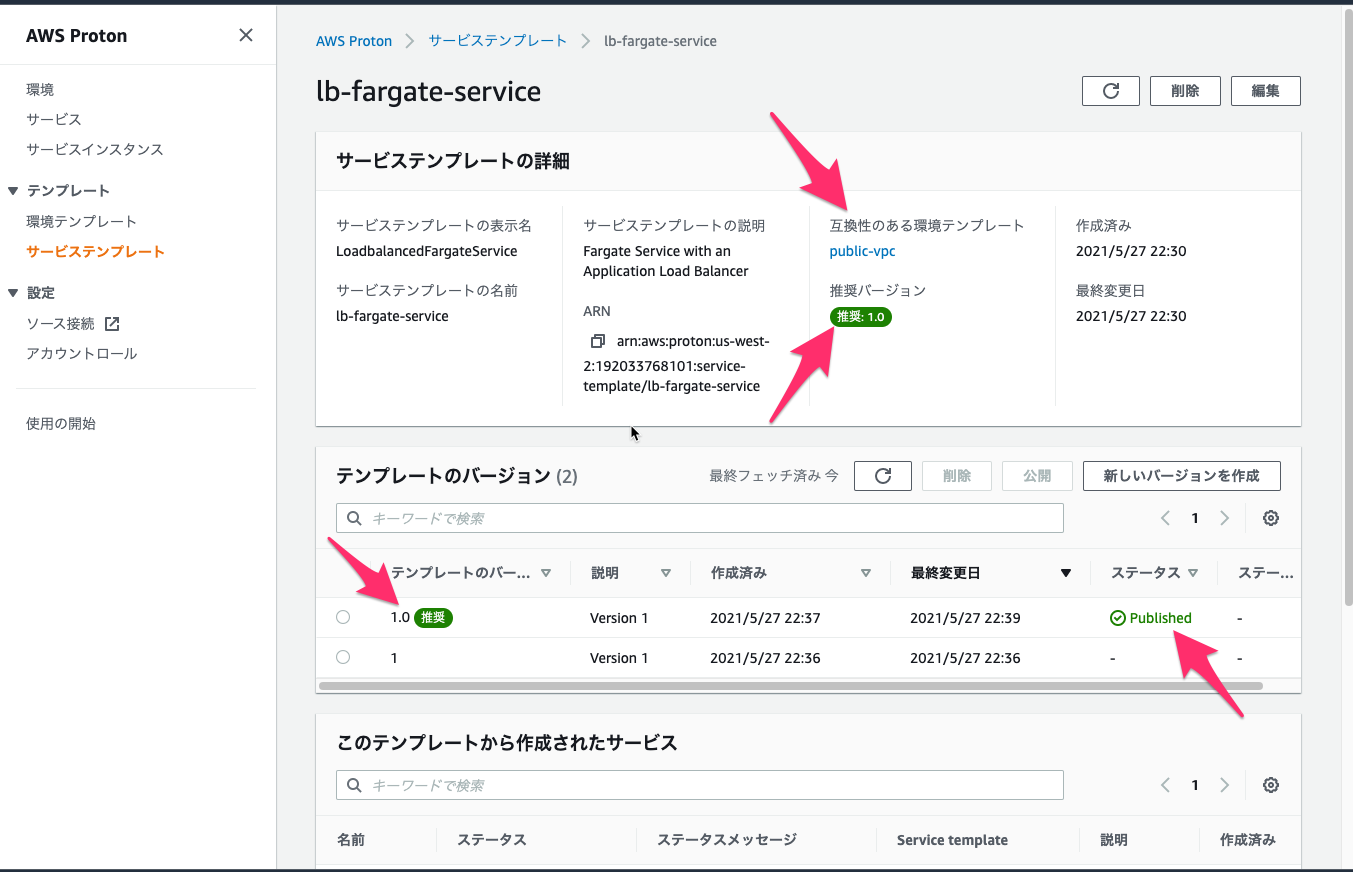 AWS Proton
環境
サービス
サービスインスタンス
テンプレート
環境テンプレート
サービステンプレート
設定
ソース接続
アカウントロール
使用の開始
AWS Proton サービステンプレート lb-fargate-service
lb-fargate-service
削除 編集
サービステンプレートの詳細
サービステンプレートの表示名
LoadbalancedFargateService
サービステンプレートの名前
lb-fargate-service
サービステンプレートの説明
Fargate Service with an
Application Load Balancer
ARN
arn:aws:proton:us-west-
2:192033768101:service-
template/lb-fargate-service
互換性のある環境テンプレート
public-vpc
推奨バージョン
推奨: 1.0
作成済み
2021/5/27 22:30
最終変更日
2021/5/27 22:30
テンプレートのバージョン (2) 最終フェッチ済み 今 削除 公開 新しいバージョンを作成
キーワードで検索 1
テンプレートのバー... 説明 作成済み 最終変更日 ステータス ステー...
1.0 推奨 Version 1 2021/5/27 22:37 2021/5/27 22:39 Published -
1 Version 1 2021/5/27 22:36 2021/5/27 22:36 - -
このテンプレートから作成されたサービス
キーワードで検索 1
名前 ステータス ステータスメッセージ Service template 説明 作成済み